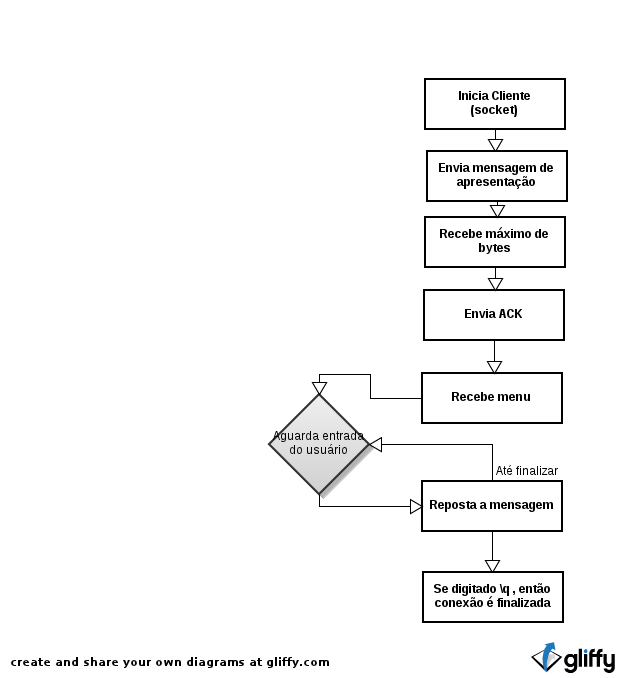 Inicia Cliente
(socket)
Envia mensagem de
apresentação
Recebe máximo de
bytes
Envia ACK
Recebe menu
Aguarda entrada
do usuário
Até finalizar
Reposta a mensagem
Se digitado \q , então
conexão é finalizada
create and share your own diagrams at gliffy.com
gliffy